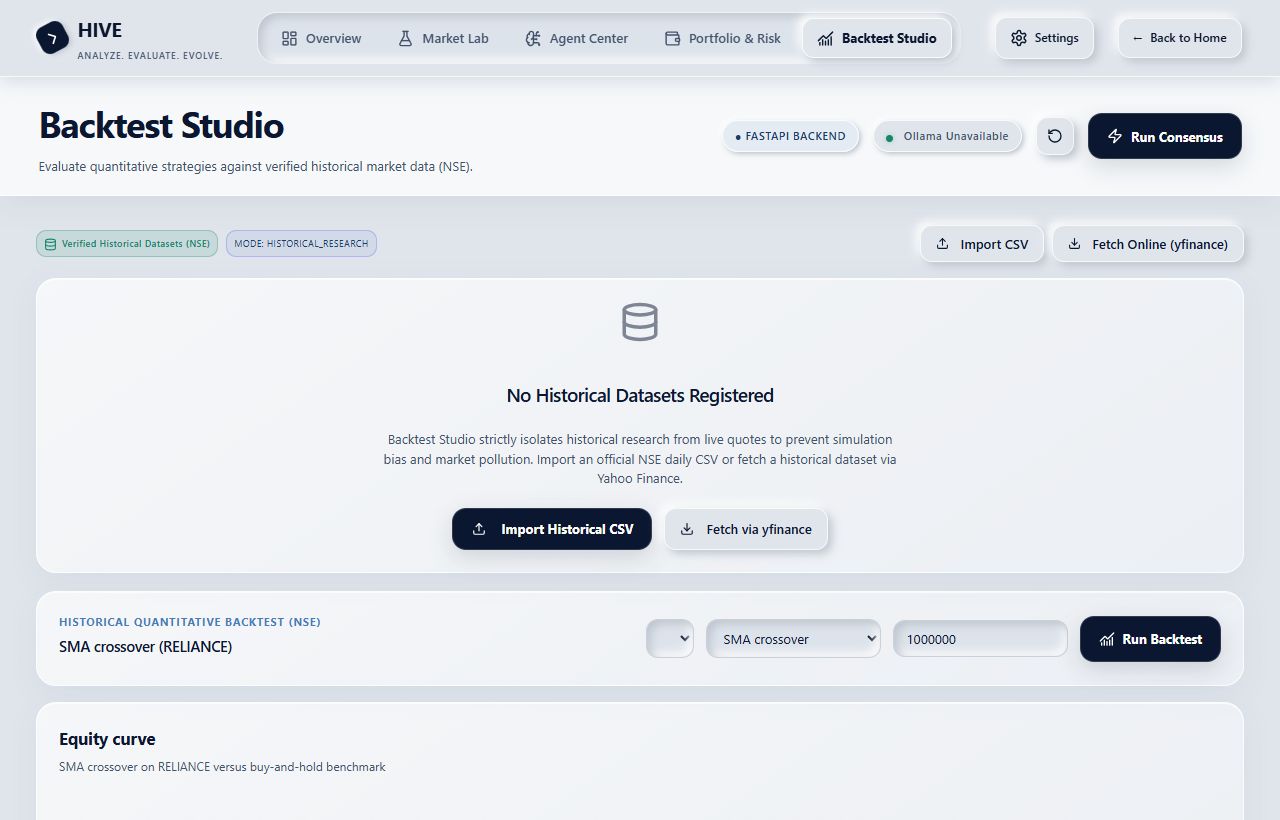 HIVE
ANALYZE. EVALUATE. EVOLVE.
Overview
Market Lab
Agent Center
Portfolio & Risk
Backtest Studio
Settings
← Back to Home
Backtest Studio
Evaluate quantitative strategies against verified historical market data (NSE).
● FASTAPI BACKEND
Ollama Unavailable
Run Consensus
Verified Historical Datasets (NSE)
MODE: HISTORICAL_RESEARCH
Import CSV
Fetch Online (yfinance)
No Historical Datasets Registered
Backtest Studio strictly isolates historical research from live quotes to prevent simulation
bias and market pollution. Import an official NSE daily CSV or fetch a historical dataset via
Yahoo Finance.
Import Historical CSV
Fetch via yfinance
HISTORICAL QUANTITATIVE BACKTEST (NSE)
SMA crossover (RELIANCE)
SMA crossover
1000000
Run Backtest
Equity curve
SMA crossover on RELIANCE versus buy-and-hold benchmark